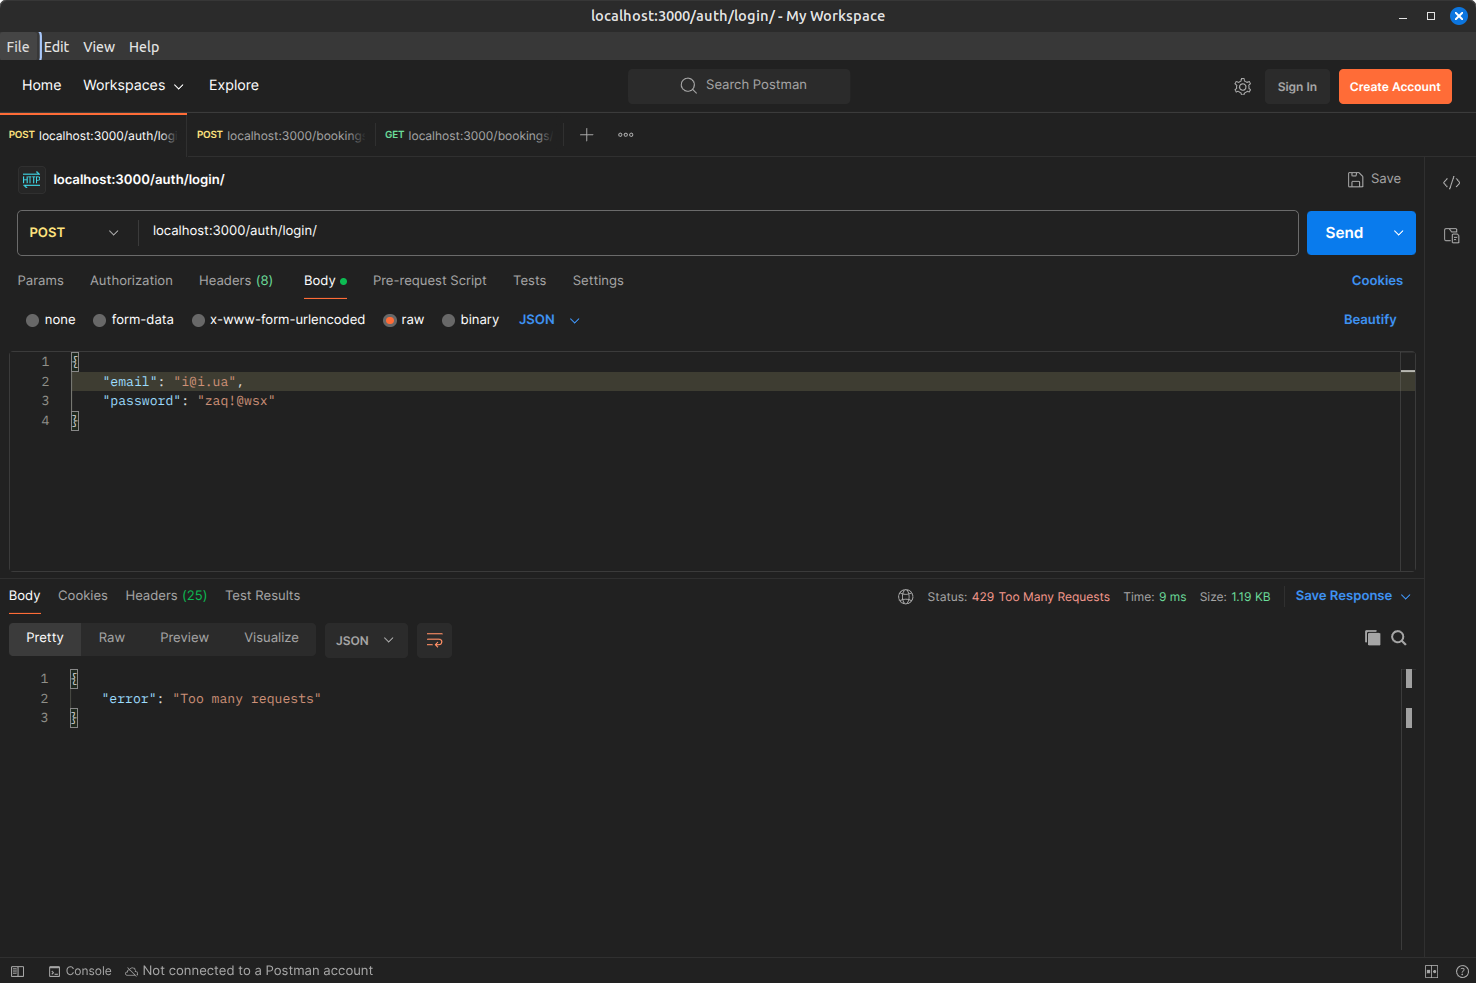 localhost:3000/auth/login/ - My Workspace
File Edit View Help
Home Workspaces Explore Search Postman Sign In Create Account
POST localhost:3000/auth/log POST localhost:3000/booking GET localhost:3000/bookings
HTTP localhost:3000/auth/login/ Save
POST localhost:3000/auth/login/ Send
Params Authorization Headers (8) Body Pre-request Script Tests Settings Cookies
none form-data x-www-form-urlencoded raw binary JSON Beautify
1 {
2 "email": "i@i.ua",
3 "password": "zaq!@wsx"
4 }
Body Cookies Headers (25) Test Results Status: 429 Too Many Requests Time: 9 ms Size: 1.19 KB Save Response
Pretty Raw Preview Visualize JSON
1 {
2 "error": "Too many requests"
3 }
Console Not connected to a Postman account